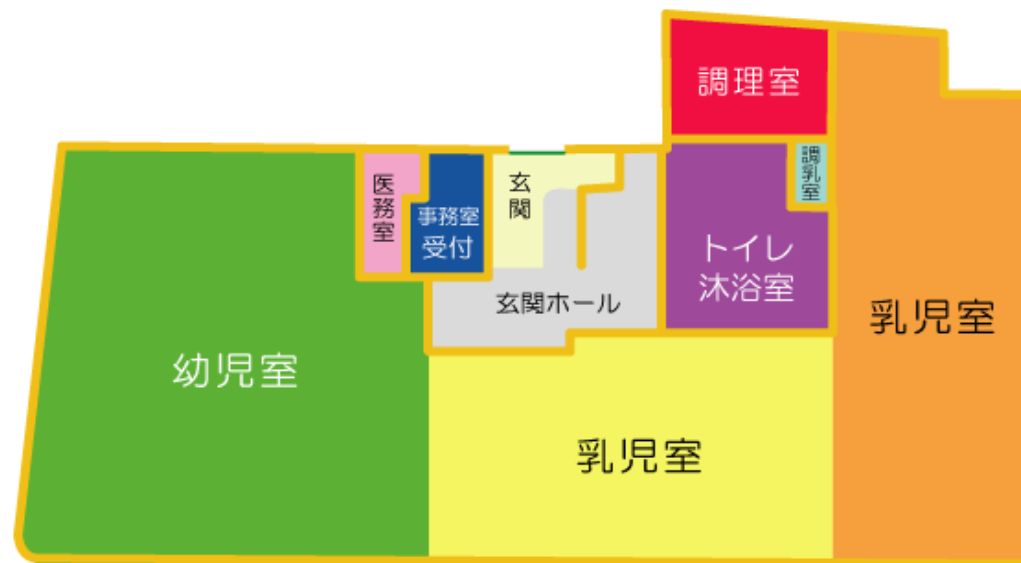 調理室
調乳室
医務室
事務室
受付
玄関
トイレ
沐浴室
玄関ホール
乳児室
幼児室
乳児室